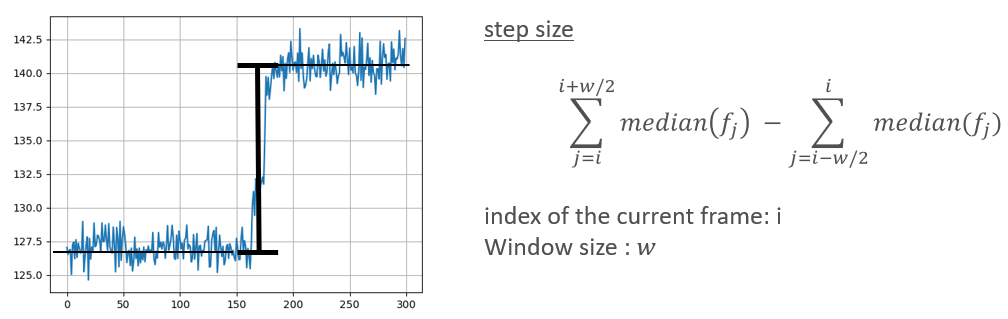 142.5
140.0
137.5
135.0
132.5
130.0
127.5
125.0
0 50 100 150 200 250 300
step size
i+w/2 i
∑ median(f_j) − ∑ median(f_j)
j=i j=i−w/2
index of the current frame: i
Window size : w